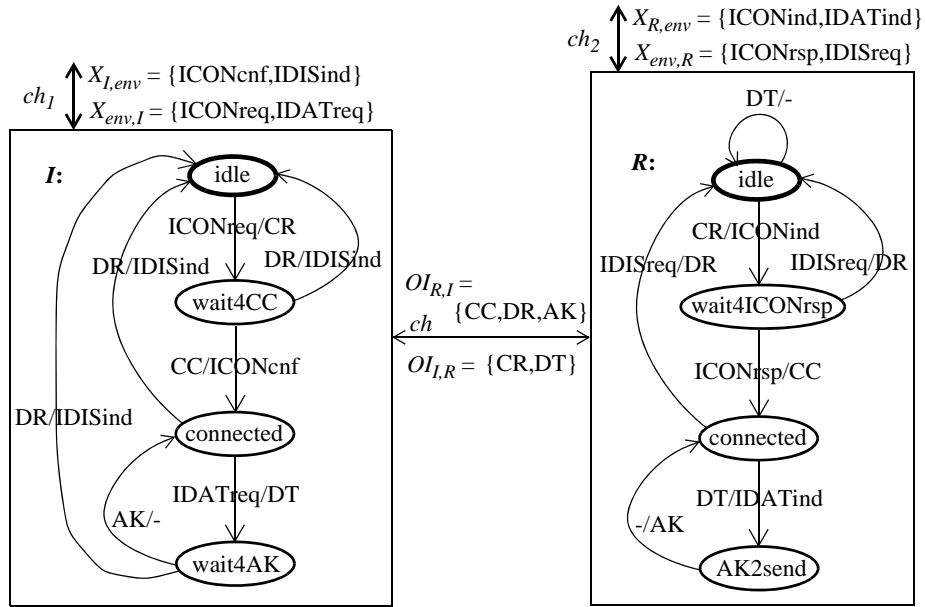 X_{I,env} = {ICONcnf,IDISind}
ch_1
X_{env,I} = {ICONreq,IDATreq}
X_{R,env} = {ICONind,IDATind}
ch_2
X_{env,R} = {ICONrsp,IDISreq}
I:
idle
ICONreq/CR
DR/IDISind
DR/IDISind
wait4CC
CC/ICONcnf
DR/IDISind
connected
IDATreq/DT
AK/-
wait4AK
OI_{R,I} =
{CC,DR,AK}
ch
OI_{I,R} = {CR,DT}
DT/-
R:
idle
CR/ICONind
IDISreq/DR
IDISreq/DR
wait4ICONrsp
ICONrsp/CC
connected
DT/IDATind
-/AK
AK2send